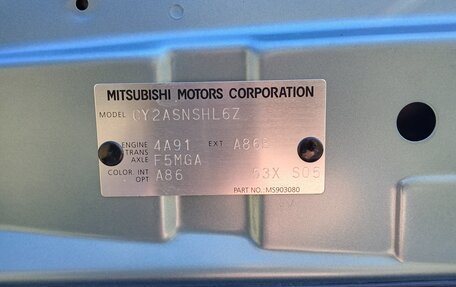 MITSUBISHI MOTORS CORPORATION
MODEL CY2ASNSHL6Z
ENGINE 4A91 EXT A86
TRANS AXLE F5MGA
COLOR, INT OPT A86 63X S05
PART NO.: MS903080